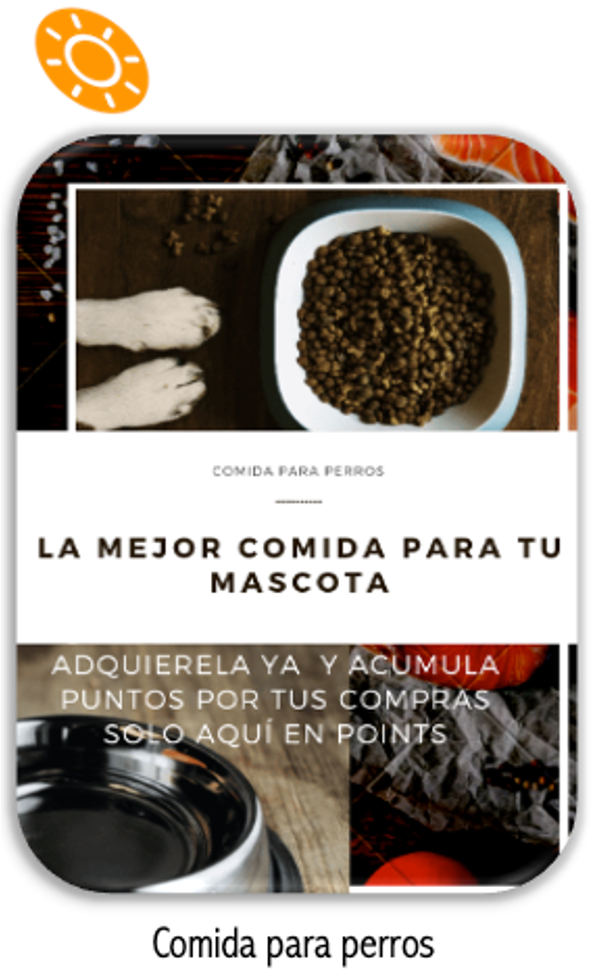 COMIDA PARA PERROS
LA MEJOR COMIDA PARA TU
MASCOTA
ADQUIERELA YA Y ACUMULA
PUNTOS POR TUS COMPRAS
SOLO AQUÍ EN POINTS
Comida para perros